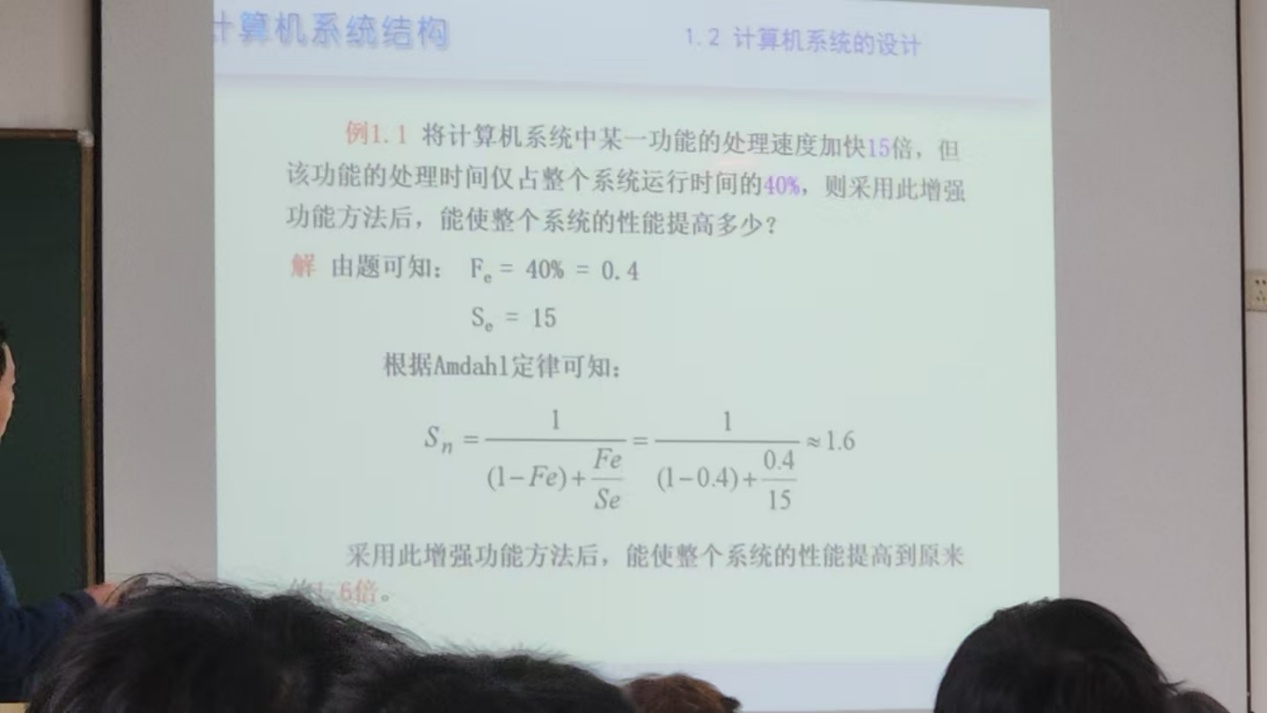 计算机系统结构
1.2 计算机系统的设计
例1.1 将计算机系统中某一功能的处理速度加快15倍，但
该功能的处理时间仅占整个系统运行时间的40%，则采用此增强
功能方法后，能使整个系统的性能提高多少？
解 由题可知： Fe = 40% = 0.4
Se = 15
根据Amdahl定律可知：
Sn = 1/((1-Fe)+Fe/Se) = 1/((1-0.4)+0.4/15) ≈1.6
采用此增强功能方法后，能使整个系统的性能提高到原来
的1.6倍。